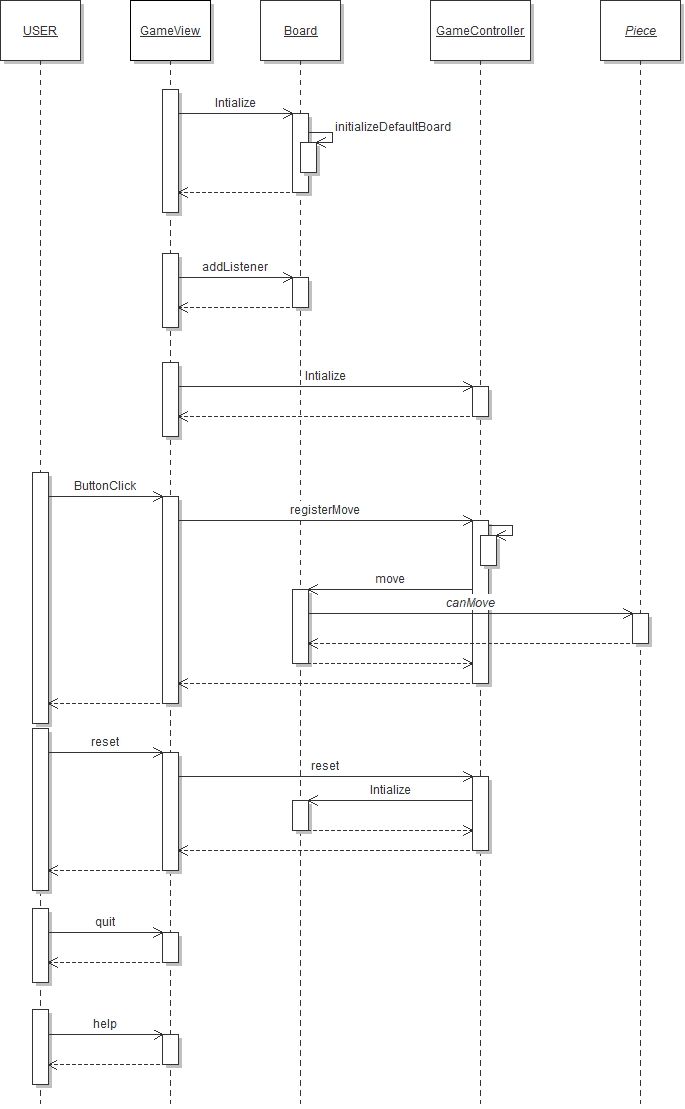 USER
GameView
Board
GameController
Piece
Intialize
initializeDefaultBoard
addListener
Intialize
ButtonClick
registerMove
move
canMove
reset
reset
Intialize
quit
help